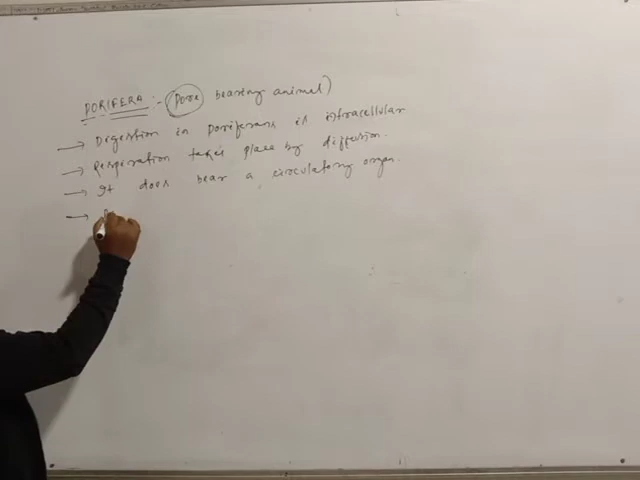 PORIFERA :- (Pore bearing animal)
→ Digestion in poriferans is intracellular
→ Respiration takes place by diffusion.
→ It does bear a circulatory organ.
→